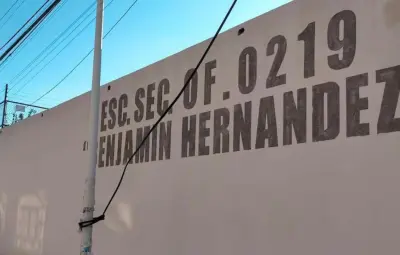 ESC. SEC. OF. 0219
ENJAMIN HERNANDEZ